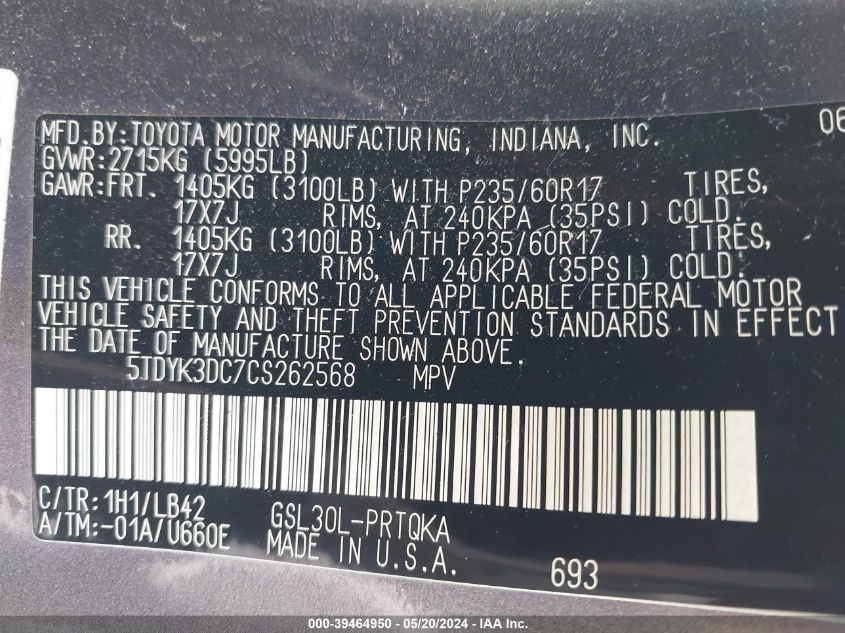 MFD.BY:TOYOTA MOTOR MANUFACTURING, INDIANA, INC. 06
GVWR:2715KG (5995LB)
GAWR:FRT. 1405KG (3100LB) WITH P235/60R17 TIRES,
17X7J RIMS, AT 240KPA (35PSI) COLD.
RR. 1405KG (3100LB) WITH P235/60R17 TIRES,
17X7J RIMS, AT 240KPA (35PSI) COLD.
THIS VEHICLE CONFORMS TO ALL APPLICABLE FEDERAL MOTOR
VEHICLE SAFETY AND THEFT PREVENTION STANDARDS IN EFFECT
THE DATE OF MANUFACTURE SHOWN ABOVE.
5TDYK3DC7CS262568 MPV
C/TR:1H1/LB42 GSL30L-PRTQKA
A/TM:-01A/U660E MADE IN U.S.A. 693
000-39464950 - 05/20/2024 - IAA Inc.